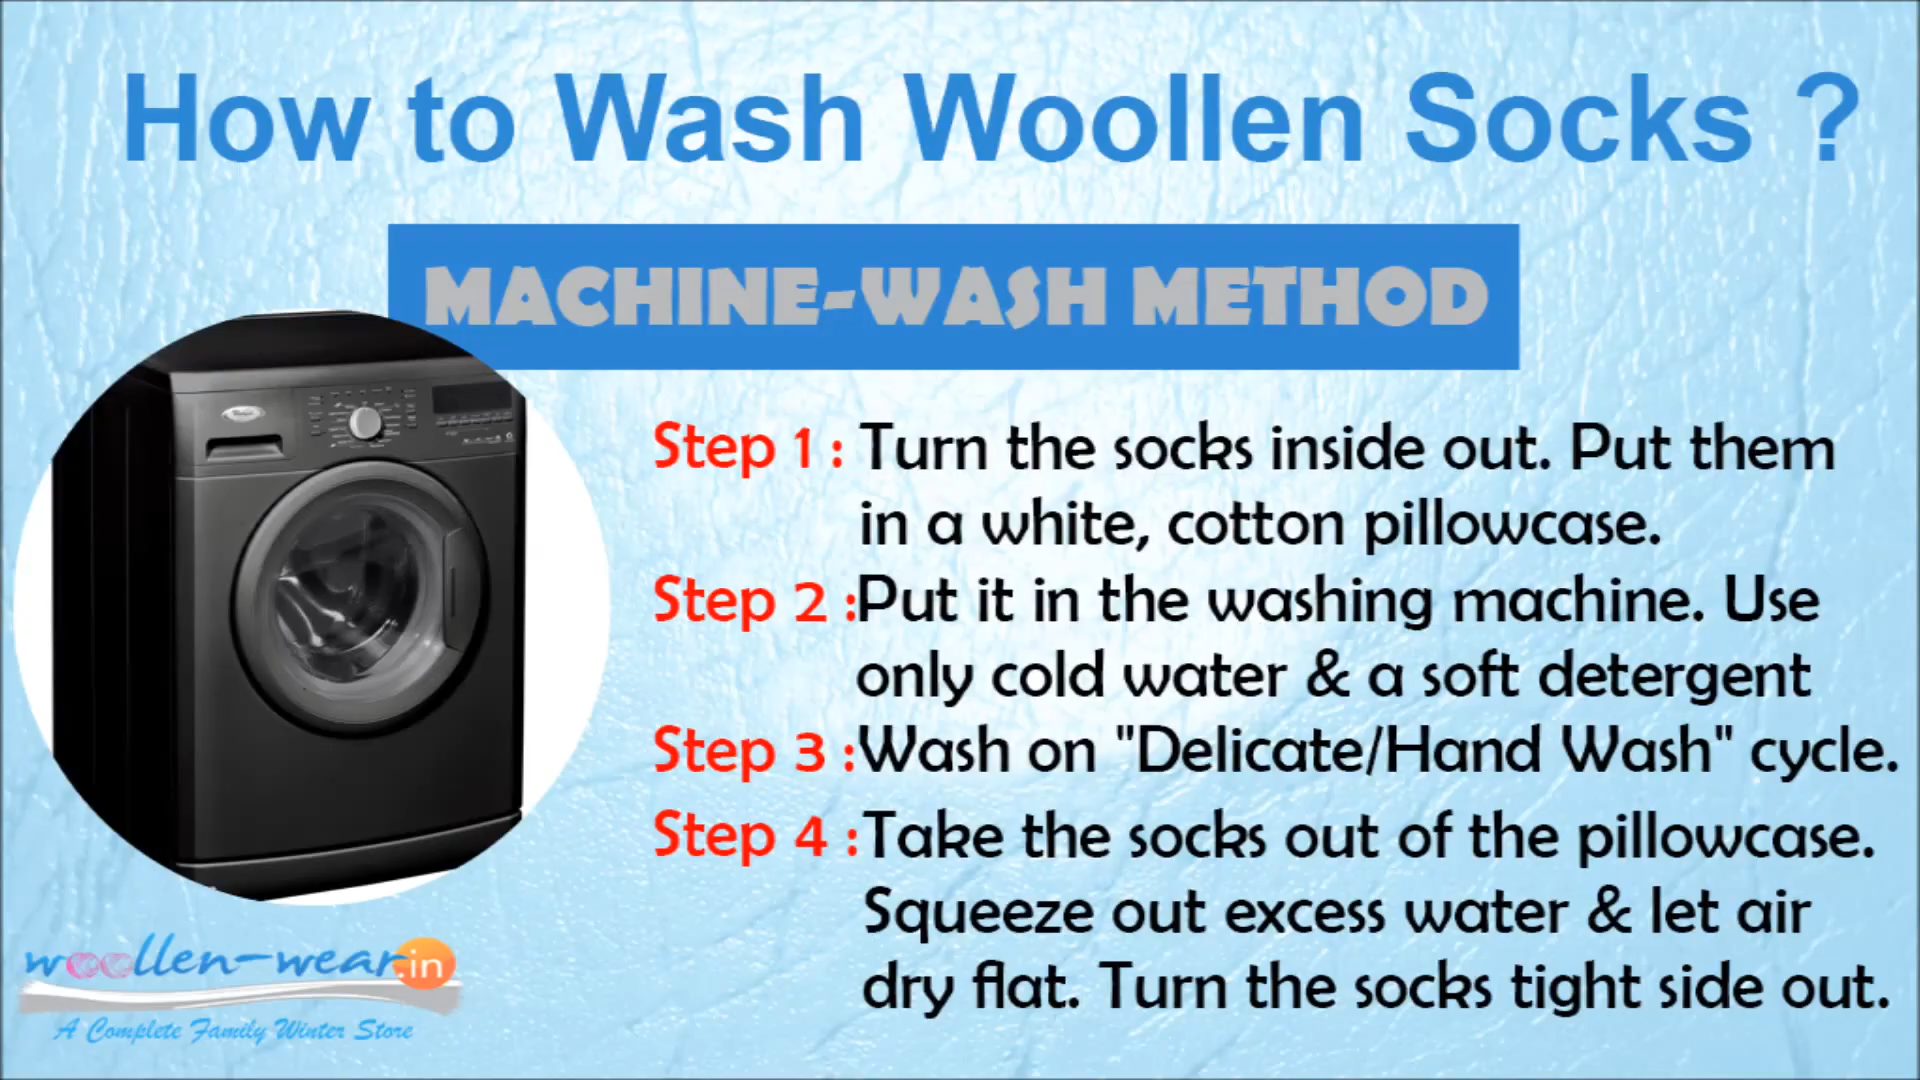 How to Wash Woollen Socks ?
MACHINE-WASH METHOD
Step 1 : Turn the socks inside out. Put them
in a white, cotton pillowcase.
Step 2 :Put it in the washing machine. Use
only cold water & a soft detergent
Step 3 :Wash on "Delicate/Hand Wash" cycle.
Step 4 :Take the socks out of the pillowcase.
Squeeze out excess water & let air
dry flat. Turn the socks tight side out.
woollen-wear.in
A Complete Family Winter Store